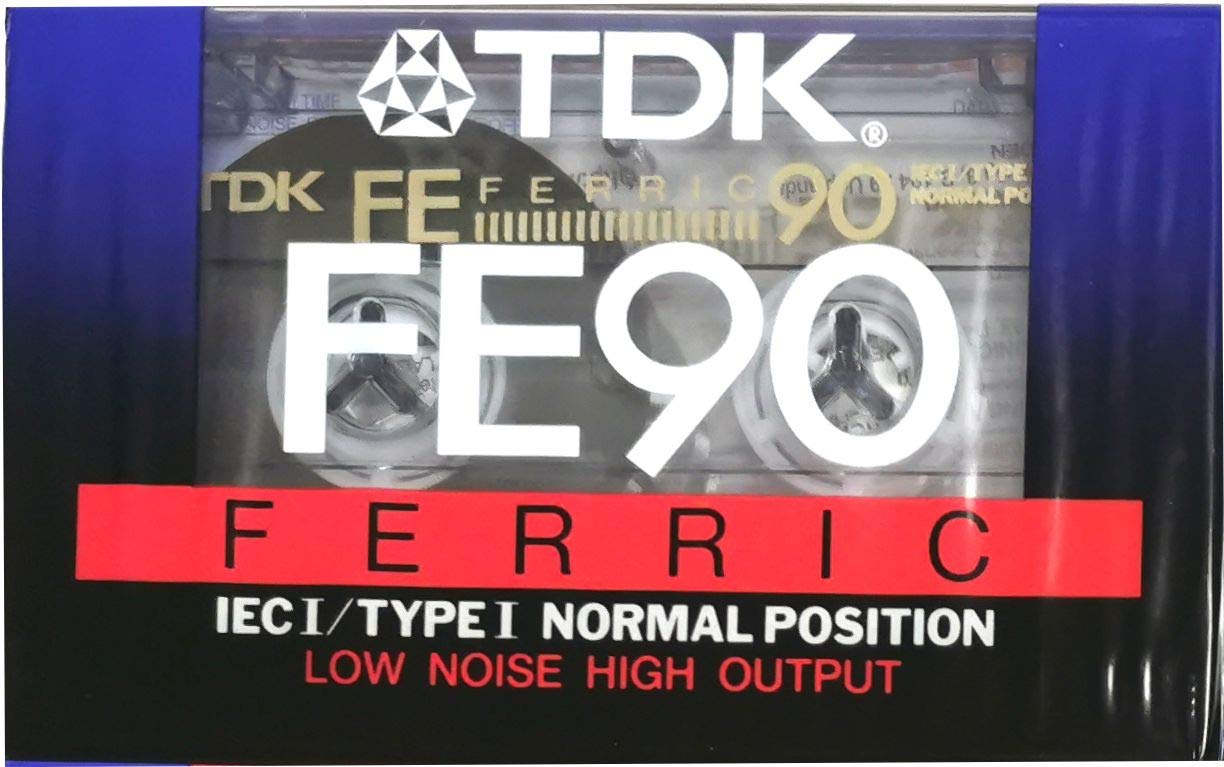 TDK®
TDK FE FERRIC 90 IEC I/TYPE
NORMAL PO
FE90
FERRIC
IEC I/TYPE I NORMAL POSITION
LOW NOISE HIGH OUTPUT